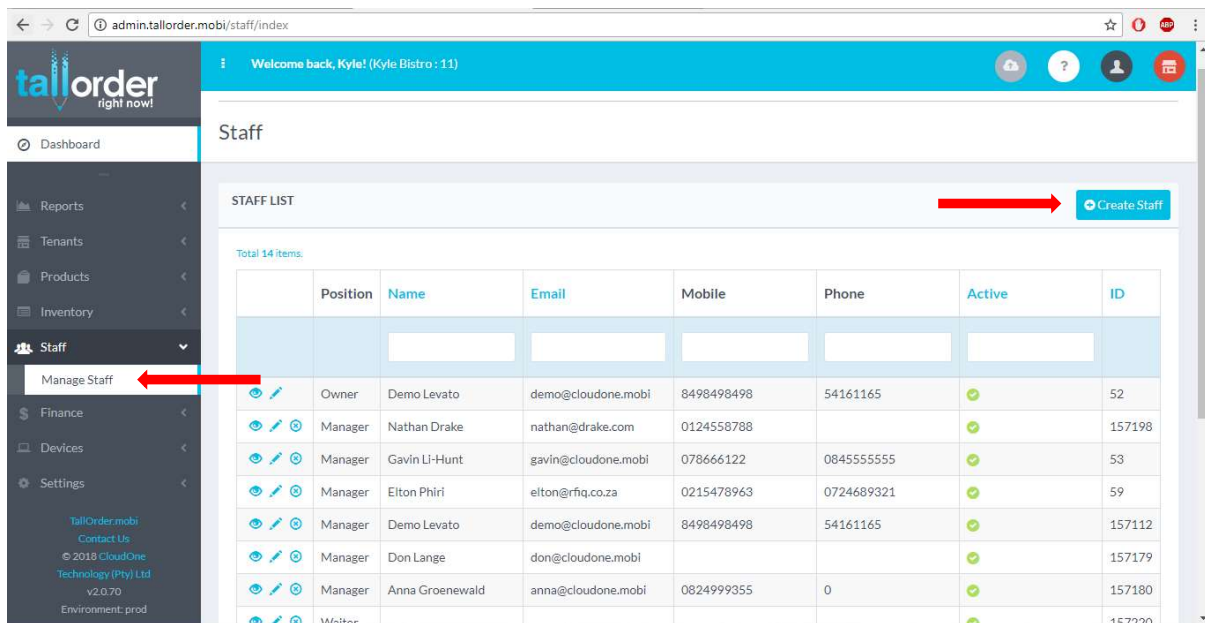 admin.tallorder.mobi/staff/index
ABP
tallorder
right now!
Welcome back, Kyle! (Kyle Bistro : 11)
?
Dashboard
Reports
Tenants
Products
Inventory
Staff
Manage Staff
Finance
Devices
Settings
TallOrder.mobi
Contact Us
© 2018 CloudOne
Technology (Pty) Ltd
v2.0.70
Environment: prod
Staff
STAFF LIST
Create Staff
Total 14 items.
Position Name Email Mobile Phone Active ID
Owner Demo Levato demo@cloudone.mobi 8498498498 54161165 52
Manager Nathan Drake nathan@drake.com 0124558788 157198
Manager Gavin Li-Hunt gavin@cloudone.mobi 078666122 0845555555 53
Manager Elton Phiri elton@rfiq.co.za 0215478963 0724689321 59
Manager Demo Levato demo@cloudone.mobi 8498498498 54161165 157112
Manager Don Lange don@cloudone.mobi 157179
Manager Anna Groenewald anna@cloudone.mobi 0824999355 0 157180
Waiter 157220